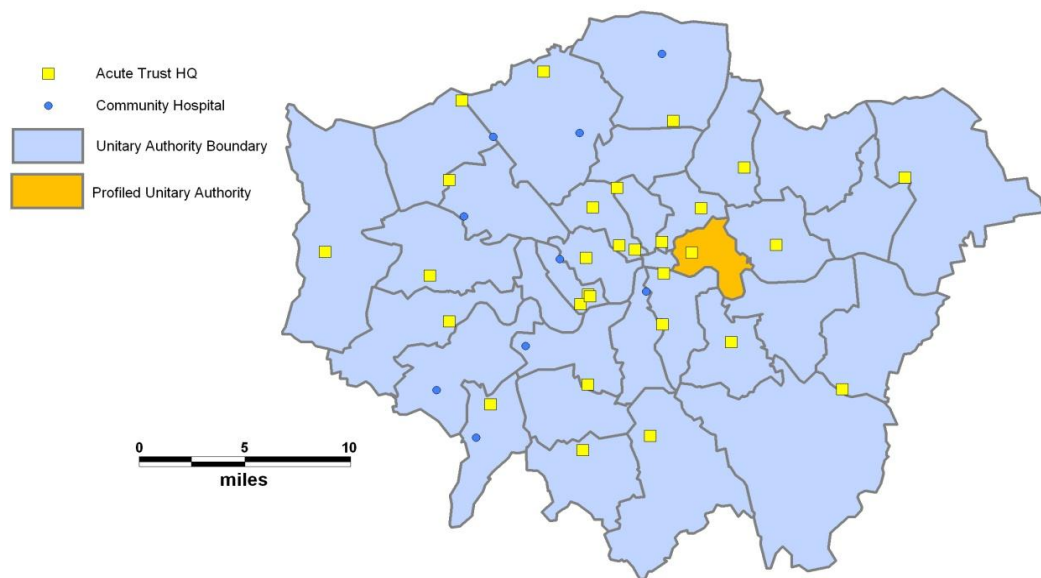 Acute Trust HQ
Community Hospital
Unitary Authority Boundary
Profiled Unitary Authority
0 5 10
miles